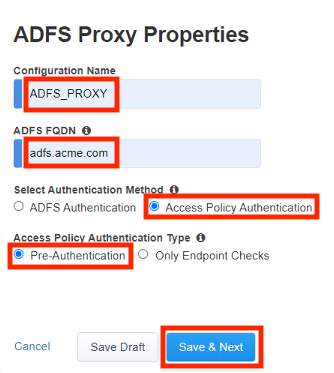 ADFS Proxy Properties
Configuration Name
ADFS_PROXY
ADFS FQDN
adfs.acme.com
Select Authentication Method
ADFS Authentication Access Policy Authentication
Access Policy Authentication Type
Pre-Authentication Only Endpoint Checks
Cancel Save Draft Save & Next